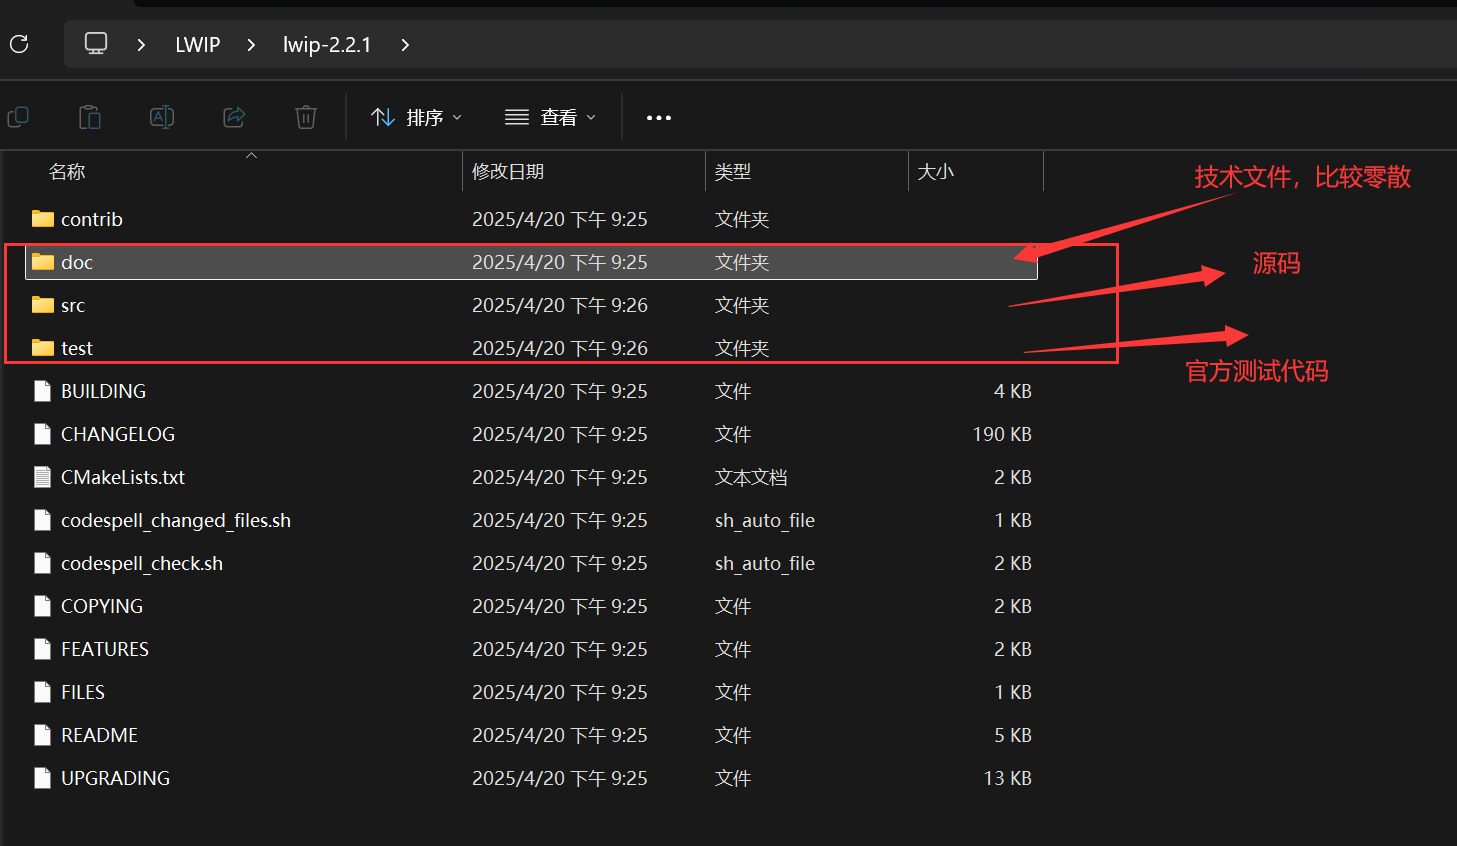 LWIP > lwip-2.2.1 >
排序 查看 •••
名称 修改日期 类型 大小
技术文件，比较零散
contrib 2025/4/20 下午 9:25 文件夹
doc 2025/4/20 下午 9:25 文件夹
源码
src 2025/4/20 下午 9:26 文件夹
test 2025/4/20 下午 9:26 文件夹
官方测试代码
BUILDING 2025/4/20 下午 9:25 文件 4 KB
CHANGELOG 2025/4/20 下午 9:25 文件 190 KB
CMakeLists.txt 2025/4/20 下午 9:25 文本文档 2 KB
codespell_changed_files.sh 2025/4/20 下午 9:25 sh_auto_file 1 KB
codespell_check.sh 2025/4/20 下午 9:25 sh_auto_file 2 KB
COPYING 2025/4/20 下午 9:25 文件 2 KB
FEATURES 2025/4/20 下午 9:25 文件 2 KB
FILES 2025/4/20 下午 9:25 文件 1 KB
README 2025/4/20 下午 9:25 文件 5 KB
UPGRADING 2025/4/20 下午 9:25 文件 13 KB